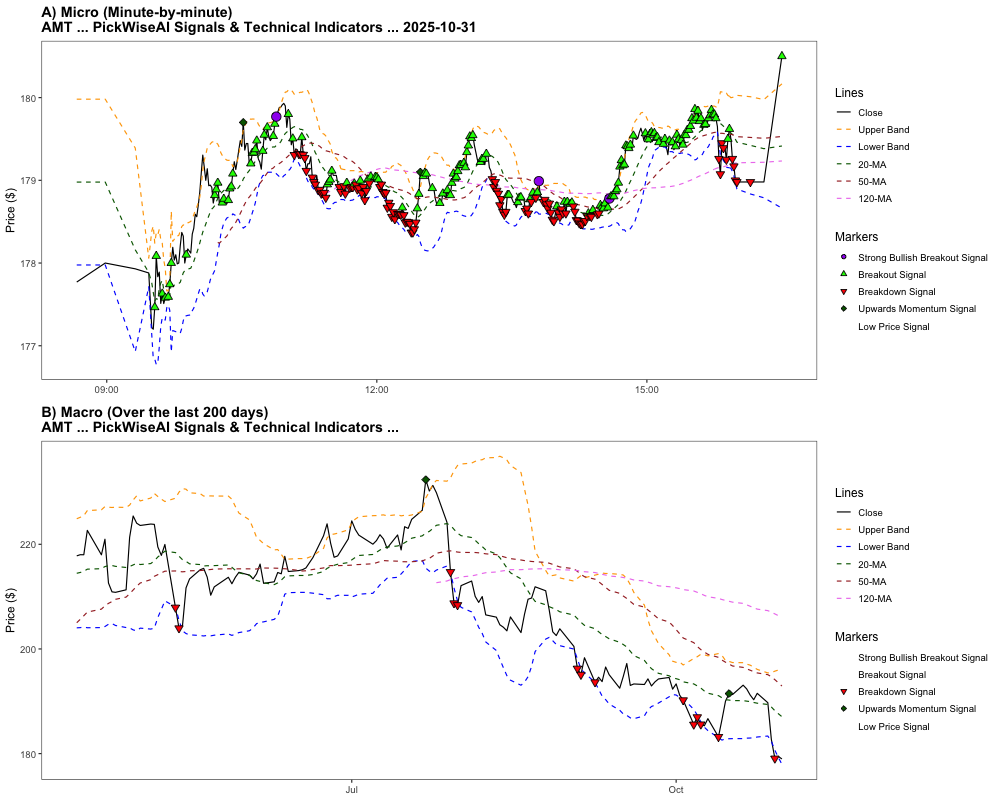 A) Micro (Minute-by-minute)
AMT ... PickWiseAI Signals & Technical Indicators ... 2025-10-31
Price ($)
180
179
178
177
09:00
12:00
15:00
Lines
Close
Upper Band
Lower Band
20-MA
50-MA
120-MA
Markers
Strong Bullish Breakout Signal
Breakout Signal
Breakdown Signal
Upwards Momentum Signal
Low Price Signal
B) Macro (Over the last 200 days)
AMT ... PickWiseAI Signals & Technical Indicators ...
Price ($)
220
200
180
Jul
Oct
Lines
Close
Upper Band
Lower Band
20-MA
50-MA
120-MA
Markers
Strong Bullish Breakout Signal
Breakout Signal
Breakdown Signal
Upwards Momentum Signal
Low Price Signal